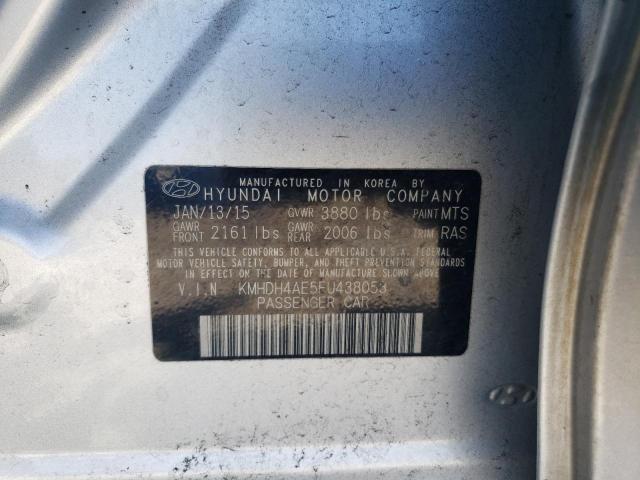 MANUFACTURED IN KOREA BY
HYUNDAI MOTOR COMPANY
JAN/13/15 GVWR 3880 lbs PAINT MTS
GAWR FRONT 2161 lbs GAWR REAR 2006 lbs TRIM RAS
THIS VEHICLE CONFORMS TO ALL APPLICABLE U.S.A. FEDERAL
MOTOR VEHICLE SAFETY, BUMPER, AND THEFT PREVENTION STANDARDS
IN EFFECT ON THE DATE OF MANUFACTURE SHOWN ABOVE.
V.I.N KMHDH4AE5FU438053
PASSENGER CAR